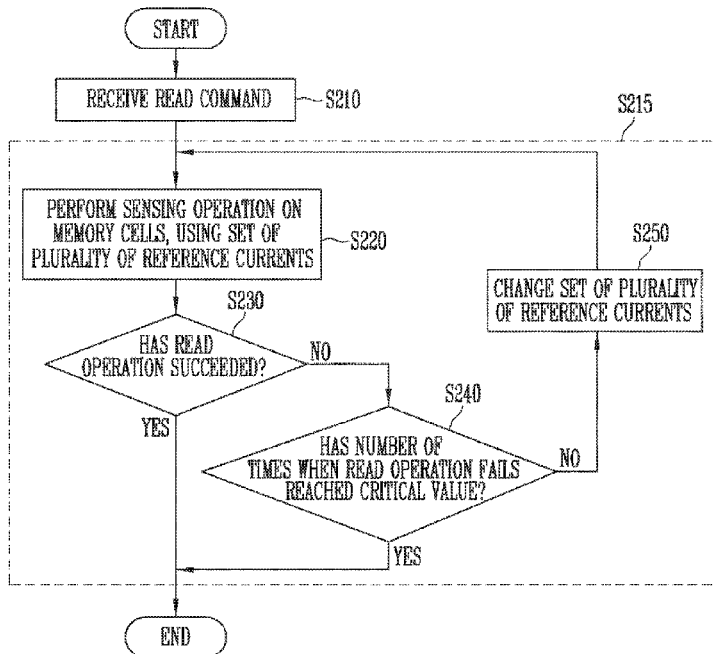 START
RECEIVE READ COMMAND
S210
S215
PERFORM SENSING OPERATION ON
MEMORY CELLS, USING SET OF
PLURALITY OF REFERENCE CURRENTS
S220
S250
CHANGE SET OF PLURALITY
OF REFERENCE CURRENTS
S230
HAS READ
OPERATION SUCCEEDED?
NO
YES
S240
HAS NUMBER OF
TIMES WHEN READ OPERATION FAILS
REACHED CRITICAL VALUE?
NO
YES
END